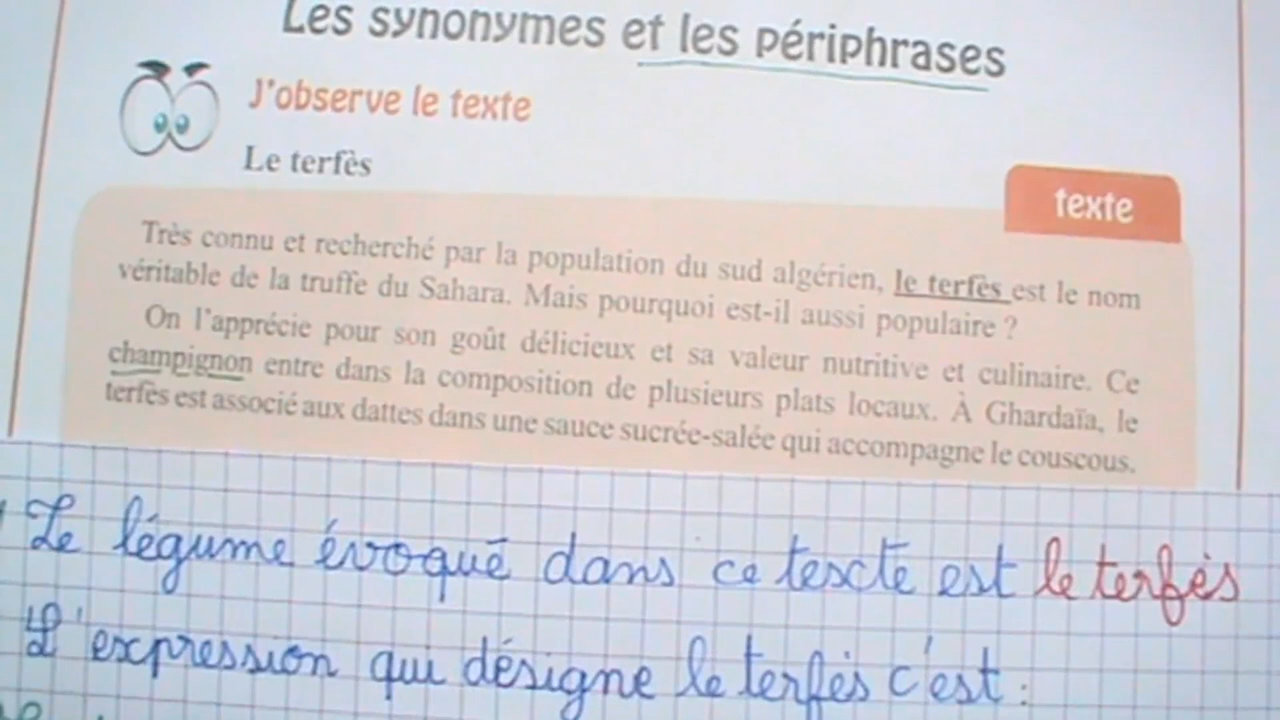 Les synonymes et les périphrases
J'observe le texte
Le terfès
texte
Très connu et recherché par la population du sud algérien, le terfès est le nom
véritable de la truffe du Sahara. Mais pourquoi est-il aussi populaire ?
On l'apprécie pour son goût délicieux et sa valeur nutritive et culinaire. Ce
champignon entre dans la composition de plusieurs plats locaux. À Ghardaïa, le
terfès est associé aux dattes dans une sauce sucrée-salée qui accompagne le couscous.
Le légume évoqué dans ce texte est le terfès
L'expression qui désigne le terfès c'est :